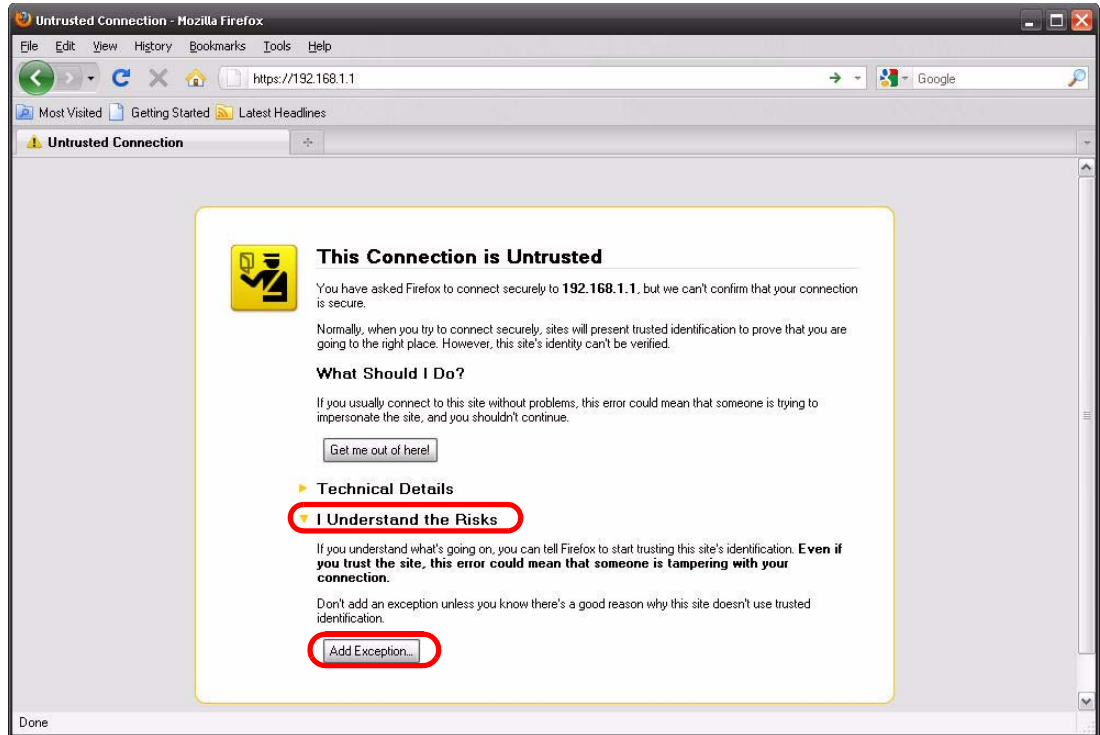 Untrusted Connection - Mozilla Firefox
File Edit View History Bookmarks Tools Help
https://192.168.1.1
Google
Most Visited Getting Started Latest Headlines
Untrusted Connection
This Connection is Untrusted
You have asked Firefox to connect securely to 192.168.1.1, but we can't confirm that your connection
is secure.
Normally, when you try to connect securely, sites will present trusted identification to prove that you are
going to the right place. However, this site's identity can't be verified.
What Should I Do?
If you usually connect to this site without problems, this error could mean that someone is trying to
impersonate the site, and you shouldn't continue.
Get me out of here!
Technical Details
I Understand the Risks
If you understand what's going on, you can tell Firefox to start trusting this site's identification. Even if
you trust the site, this error could mean that someone is tampering with your
connection.
Don't add an exception unless you know there's a good reason why this site doesn't use trusted
identification.
Add Exception...
Done